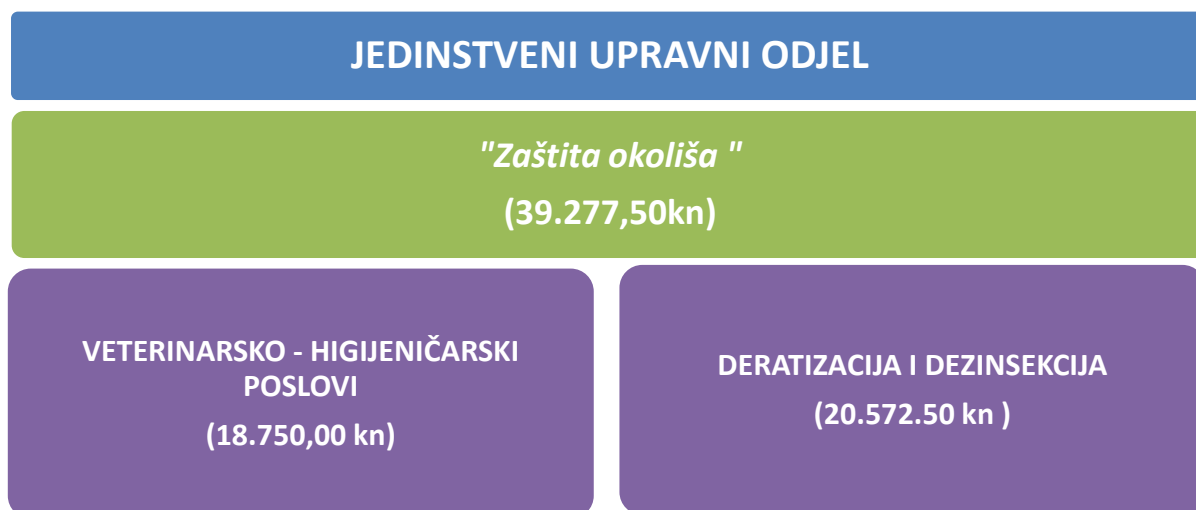 JEDINSTVENI UPRAVNI ODJEL
"Zaštita okoliša "
(39.277,50kn)
VETERINARSKO - HIGIJENIČARSKI
POSLOVI
(18.750,00 kn)
DERATIZACIJA I DEZINSEKCIJA
(20.572.50 kn )